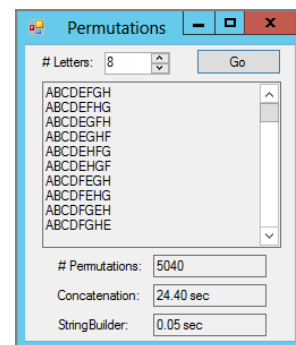 Permutations
# Letters: 8 Go
ABCDEFGH
ABCDEFHG
ABCDEGFH
ABCDEGHF
ABCDEHFG
ABCDEHGF
ABCDFEGH
ABCDFEHG
ABCDFGEH
ABCDFGHE
# Permutations: 5040
Concatenation: 24.40 sec
StringBuilder: 0.05 sec